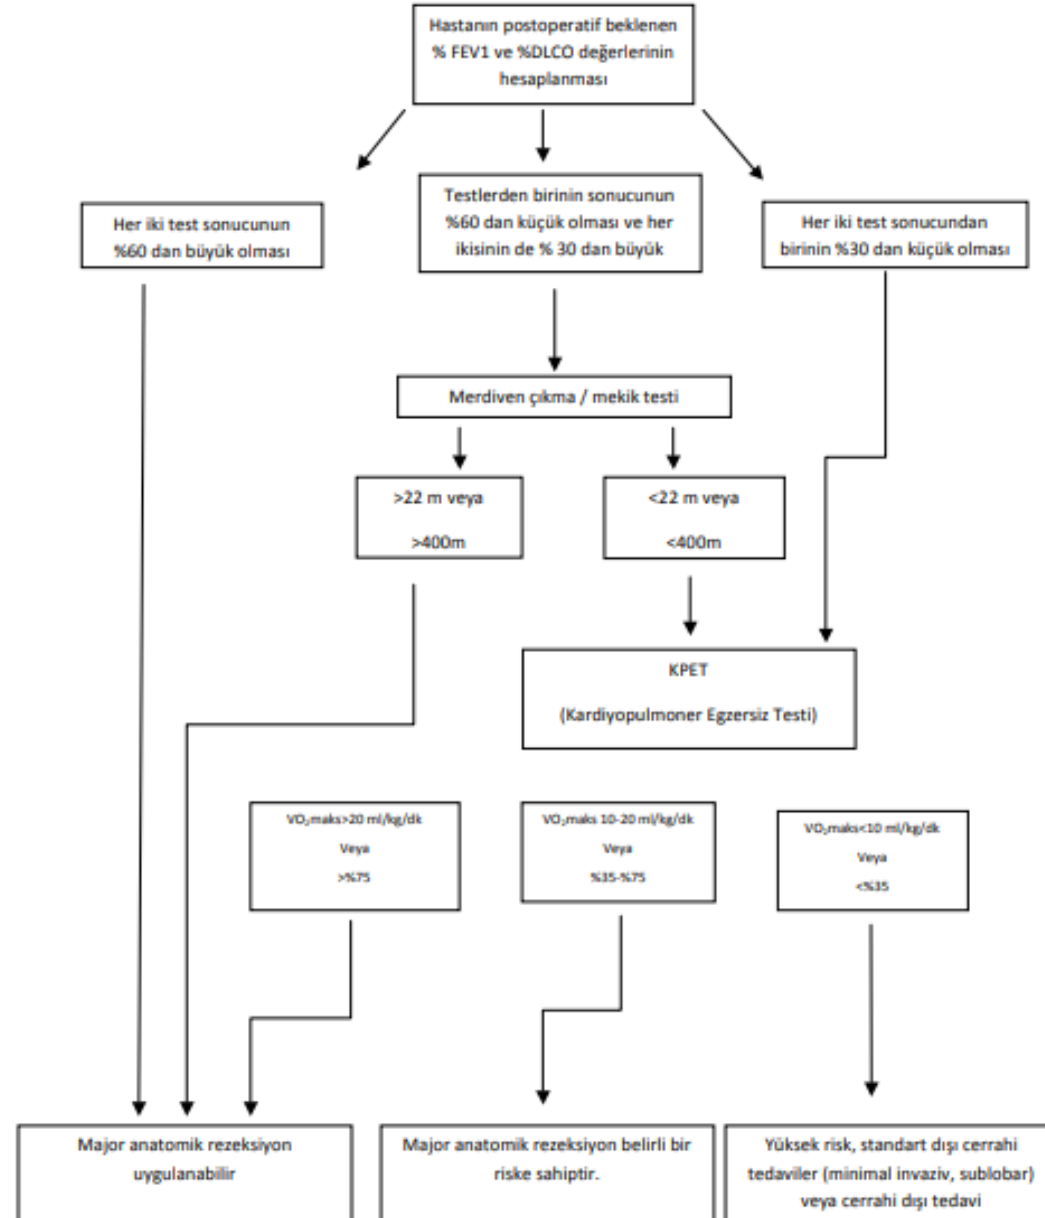 Hastanın postoperatif beklenen
% FEV1 ve %DLCO değerlerinin
hesaplanması
Her iki test sonucunun
%60 dan büyük olması
Testlerden birinin sonucunun
%60 dan küçük olması ve her
ikisinin de % 30 dan büyük
Her iki test sonucundan
birinin %30 dan küçük olması
Merdiven çıkma / mekik testi
>22 m veya
>400m
<22 m veya
<400m
KPET
(Kardiyopulmoner Egzersiz Testi)
VO₂maks>20 ml/kg/dk
Veya
>%75
VO₂maks 10-20 ml/kg/dk
Veya
%35-%75
VO₂maks<10 ml/kg/dk
Veya
<%35
Major anatomik rezeksiyon
uygulanabilir
Major anatomik rezeksiyon belirli bir
riske sahiptir.
Yüksek risk, standart dışı cerrahi
tedaviler (minimal invaziv, sublobar)
veya cerrahi dışı tedavi